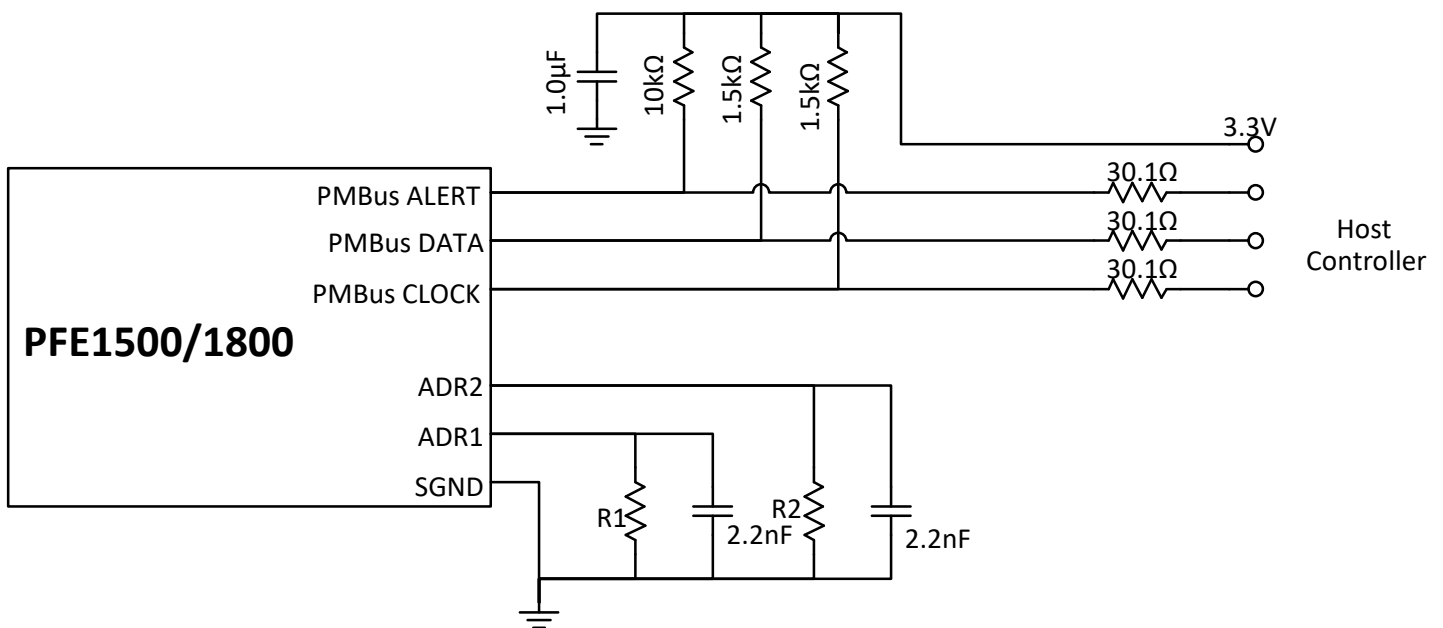 1.0µF
10kΩ
1.5kΩ
1.5kΩ
3.3V
30.1Ω
PMBus ALERT
30.1Ω
PMBus DATA
30.1Ω
PMBus CLOCK
Host
Controller
PFE1500/1800
ADR2
ADR1
SGND
R1
2.2nF
R2
2.2nF